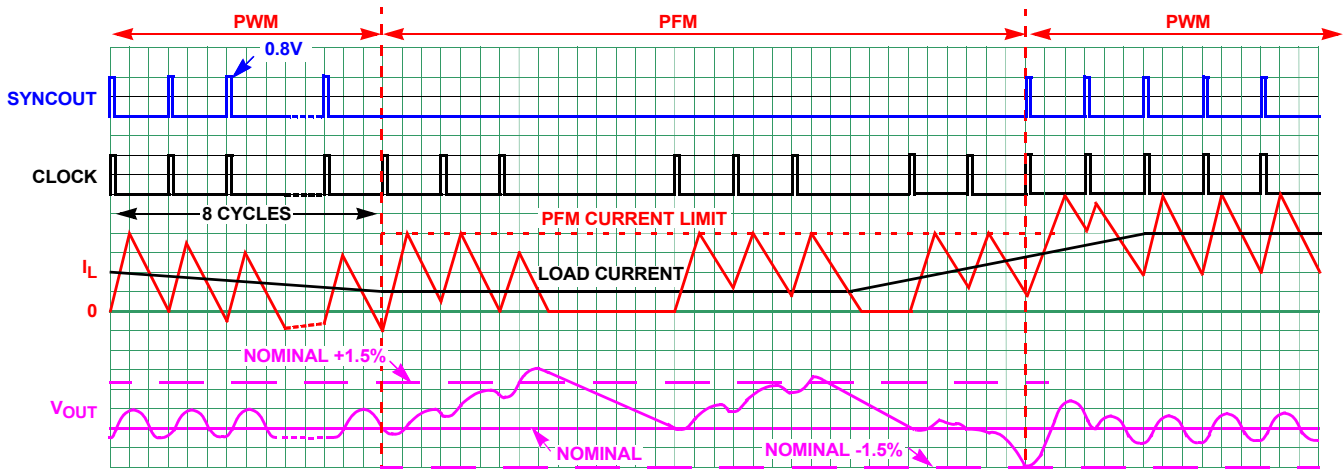 PWM
PFM
PWM
0.8V
SYNCOUT
CLOCK
8 CYCLES
PFM CURRENT LIMIT
IL
LOAD CURRENT
0
NOMINAL +1.5%
VOUT
NOMINAL
NOMINAL -1.5%